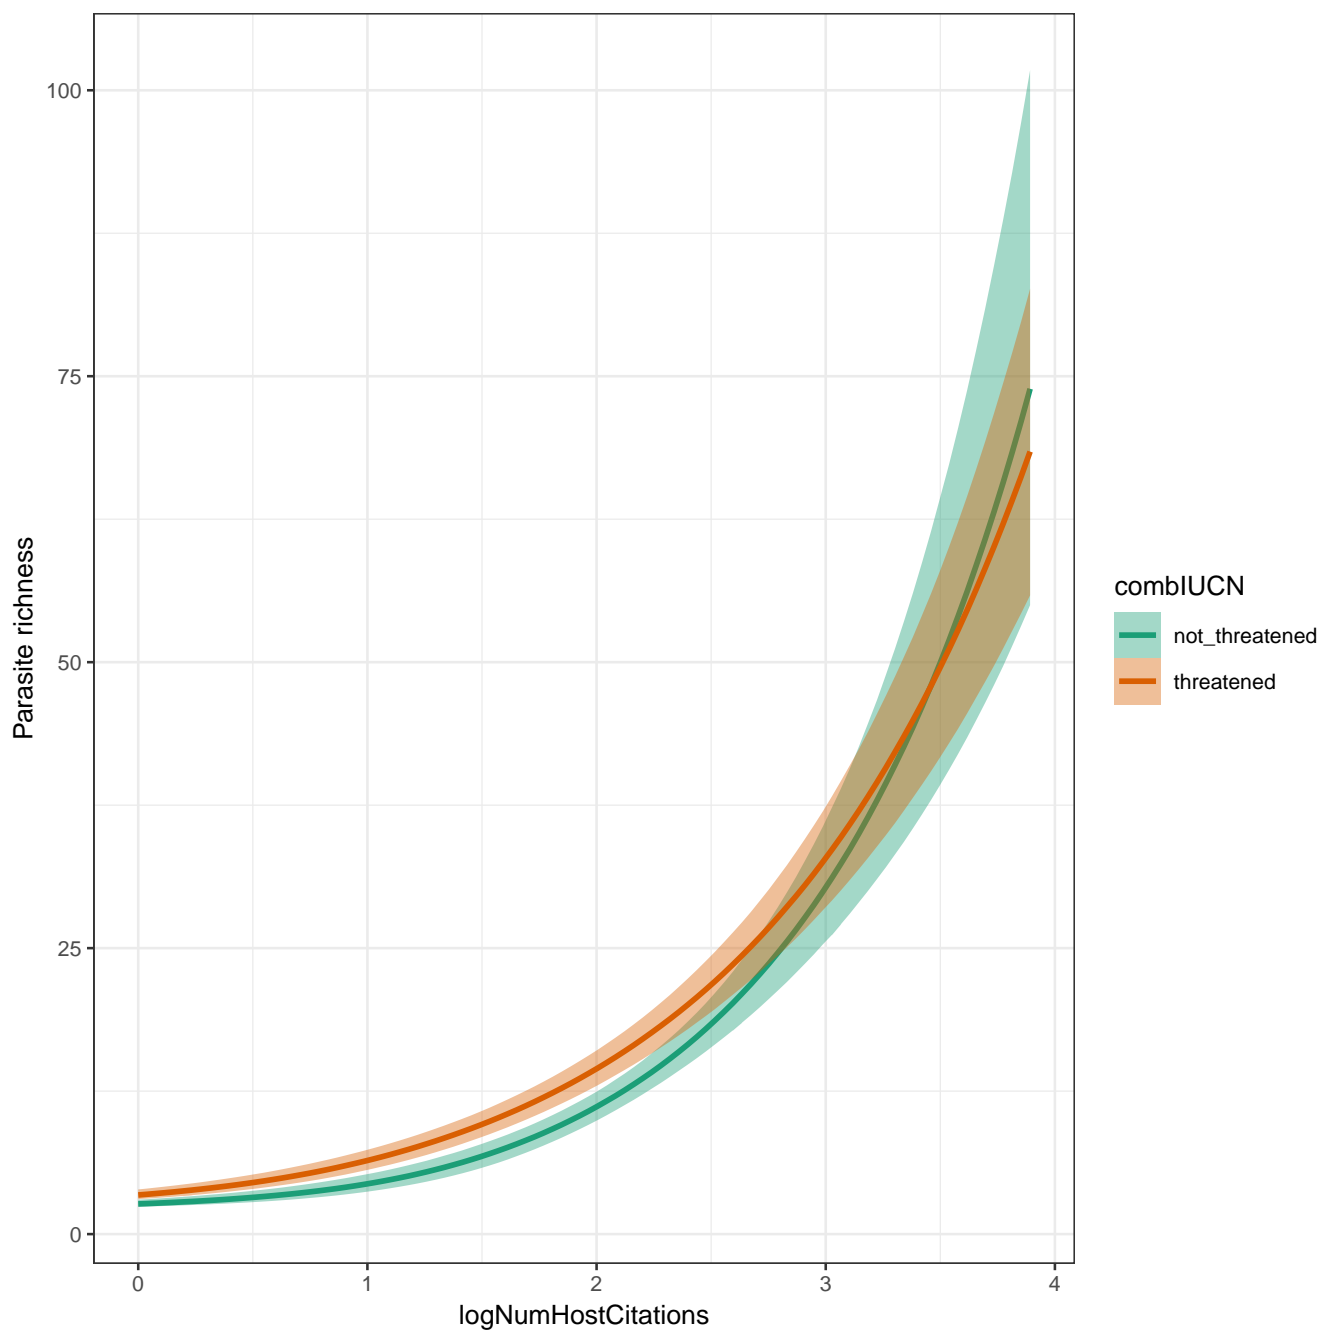 100
75
50
25
0
Parasite richness
0 1 2 3 4
logNumHostCitations
combIUCN
not_threatened
threatened